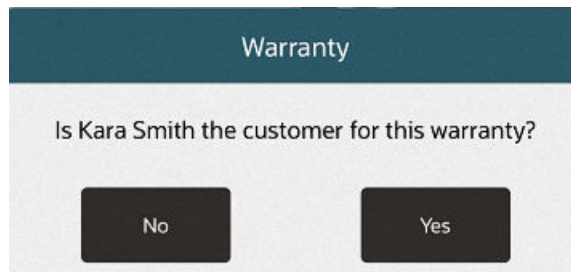 Warranty
Is Kara Smith the customer for this warranty?
No
Yes